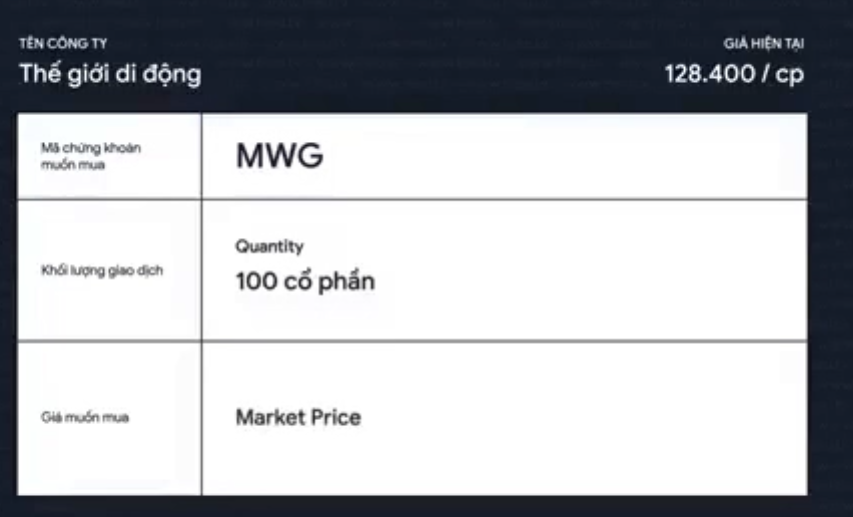 TÊN CÔNG TY
Thế giới di động
GIÁ HIỆN TẠI
128.400 / cp
Mã chứng khoán
muốn mua
MWG
Khối lượng giao dịch
Quantity
100 cổ phần
Giá muốn mua
Market Price